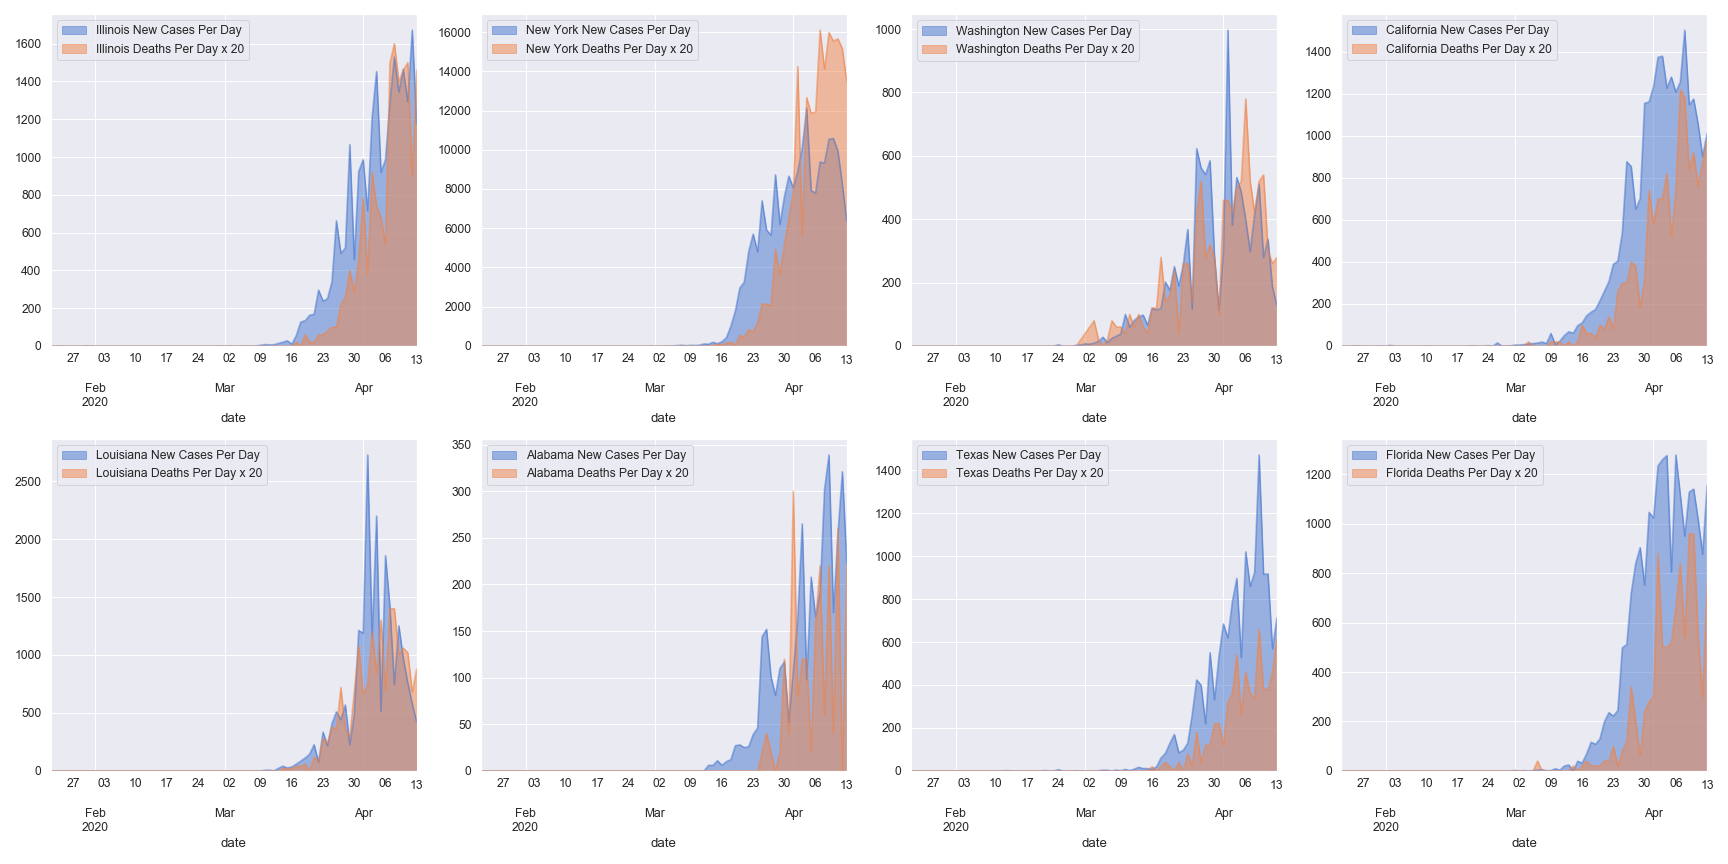 Illinois New Cases Per Day
Illinois Deaths Per Day x 20
1600
1400
1200
1000
800
600
400
200
0
27 03 10 17 24 02 09 16 23 30 06 13
Feb Mar Apr
2020
date
New York New Cases Per Day
New York Deaths Per Day x 20
16000
14000
12000
10000
8000
6000
4000
2000
0
27 03 10 17 24 02 09 16 23 30 06 13
Feb Mar Apr
2020
date
Washington New Cases Per Day
Washington Deaths Per Day x 20
1000
800
600
400
200
0
27 03 10 17 24 02 09 16 23 30 06 13
Feb Mar Apr
2020
date
California New Cases Per Day
California Deaths Per Day x 20
1400
1200
1000
800
600
400
200
0
27 03 10 17 24 02 09 16 23 30 06 13
Feb Mar Apr
2020
date
Louisiana New Cases Per Day
Louisiana Deaths Per Day x 20
2500
2000
1500
1000
500
0
27 03 10 17 24 02 09 16 23 30 06 13
Feb Mar Apr
2020
date
Alabama New Cases Per Day
Alabama Deaths Per Day x 20
350
300
250
200
150
100
50
0
27 03 10 17 24 02 09 16 23 30 06 13
Feb Mar Apr
2020
date
Texas New Cases Per Day
Texas Deaths Per Day x 20
1400
1200
1000
800
600
400
200
0
27 03 10 17 24 02 09 16 23 30 06 13
Feb Mar Apr
2020
date
Florida New Cases Per Day
Florida Deaths Per Day x 20
1200
1000
800
600
400
200
0
27 03 10 17 24 02 09 16 23 30 06 13
Feb Mar Apr
2020
date